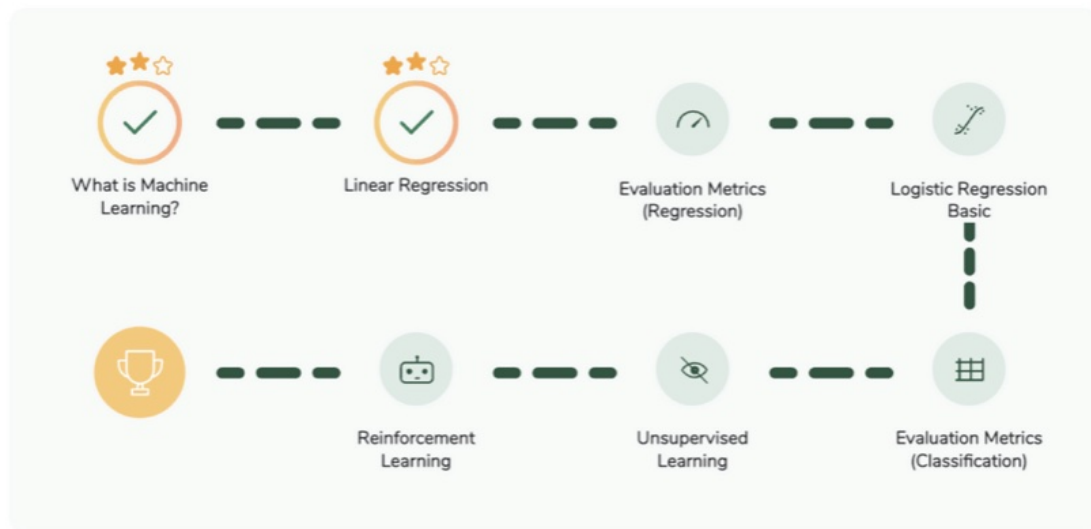 What is Machine
Learning?
Linear Regression
Evaluation Metrics
(Regression)
Logistic Regression
Basic
Reinforcement
Learning
Unsupervised
Learning
Evaluation Metrics
(Classification)